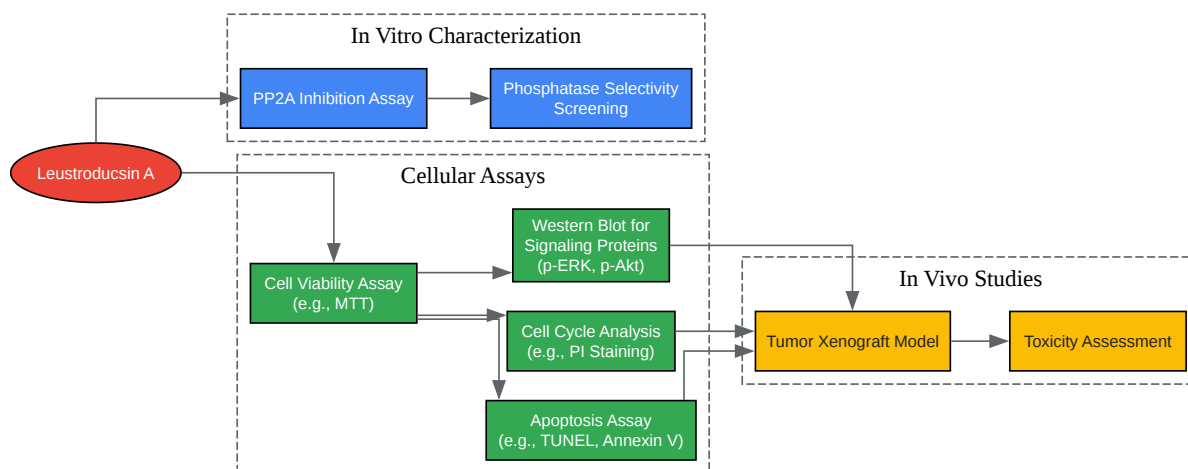 In Vitro Characterization
PP2A Inhibition Assay
Phosphatase Selectivity
Screening
Leustroducsin A
Cellular Assays
Western Blot for
Signaling Proteins
(p-ERK, p-Akt)
Cell Viability Assay
(e.g., MTT)
Cell Cycle Analysis
(e.g., PI Staining)
Apoptosis Assay
(e.g., TUNEL, Annexin V)
In Vivo Studies
Tumor Xenograft Model
Toxicity Assessment